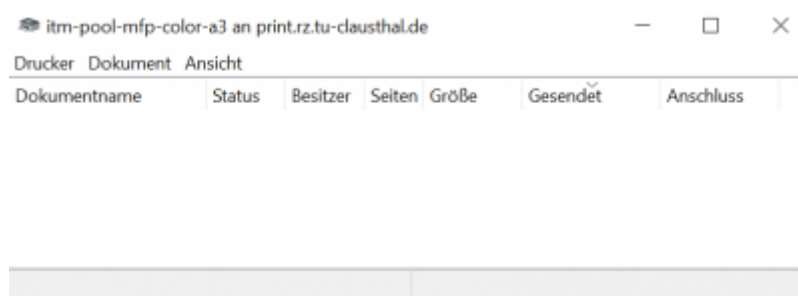 itm-pool-mfp-color-a3 an print.rz.tu-clausthal.de
Drucker Dokument Ansicht
Dokumentname Status Besitzer Seiten Größe Gesendet Anschluss